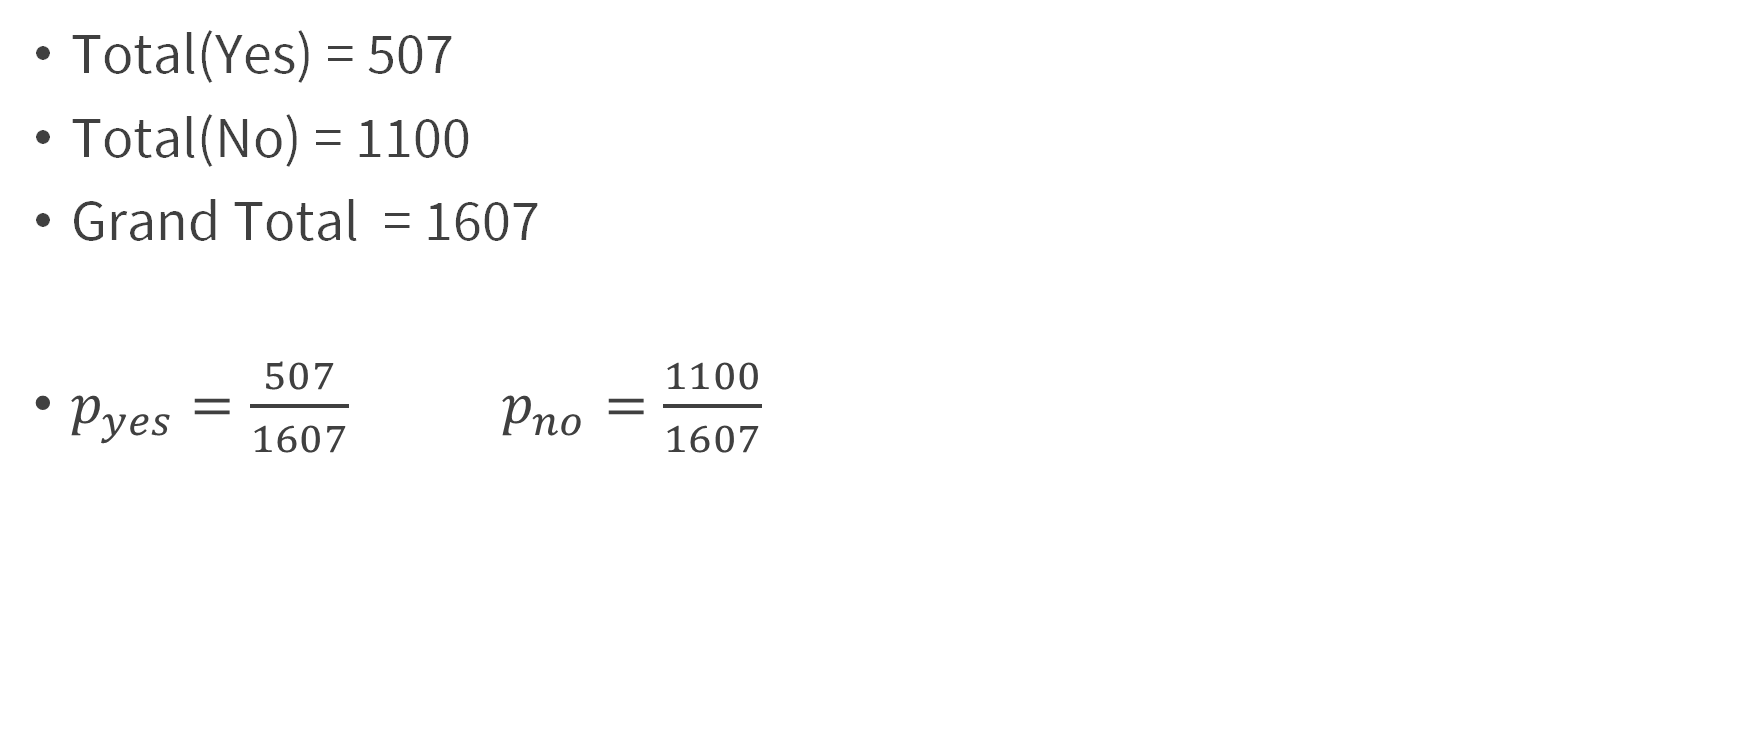 • Total(Yes) = 507
• Total(No) = 1100
• Grand Total  = 1607
• p_yes = 507/1607    p_no = 1100/1607